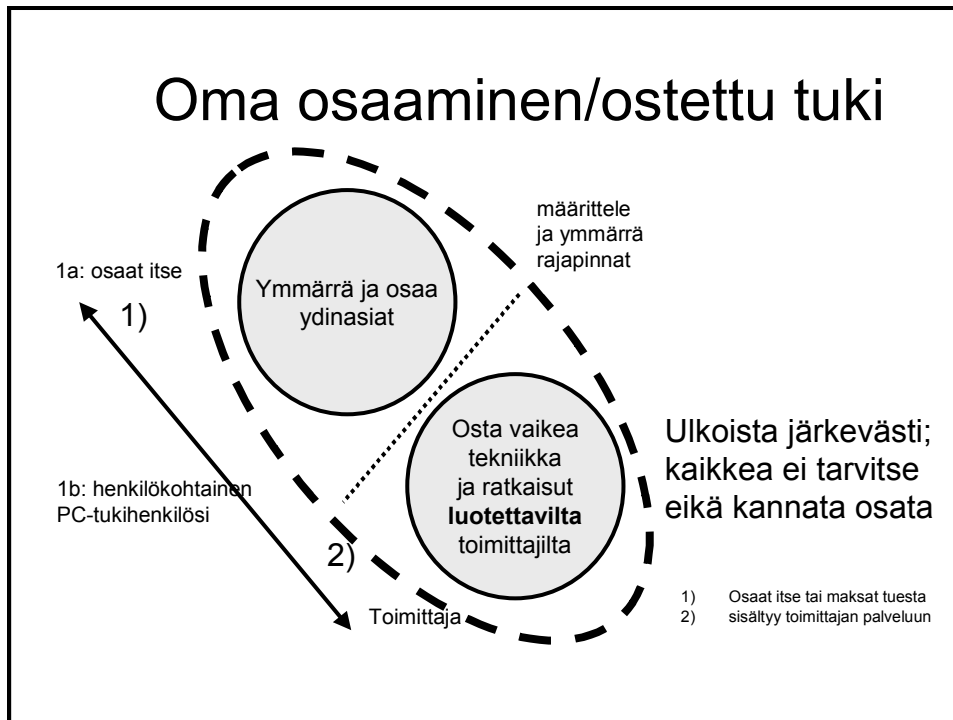 Oma osaaminen/ostettu tuki
määrittele
ja ymmärrä
rajapinnat
1a: osaat itse
1)
Ymmärrä ja osaa
ydinasiat
Osta vaikea
tekniikka
ja ratkaisut
luotettavilta
toimittajilta
Ulkoista järkevästi;
kaikkea ei tarvitse
eikä kannata osata
1b: henkilökohtainen
PC-tukihenkilösi
2)
Toimittaja
1) Osaat itse tai maksat tuesta
2) sisältyy toimittajan palveluun